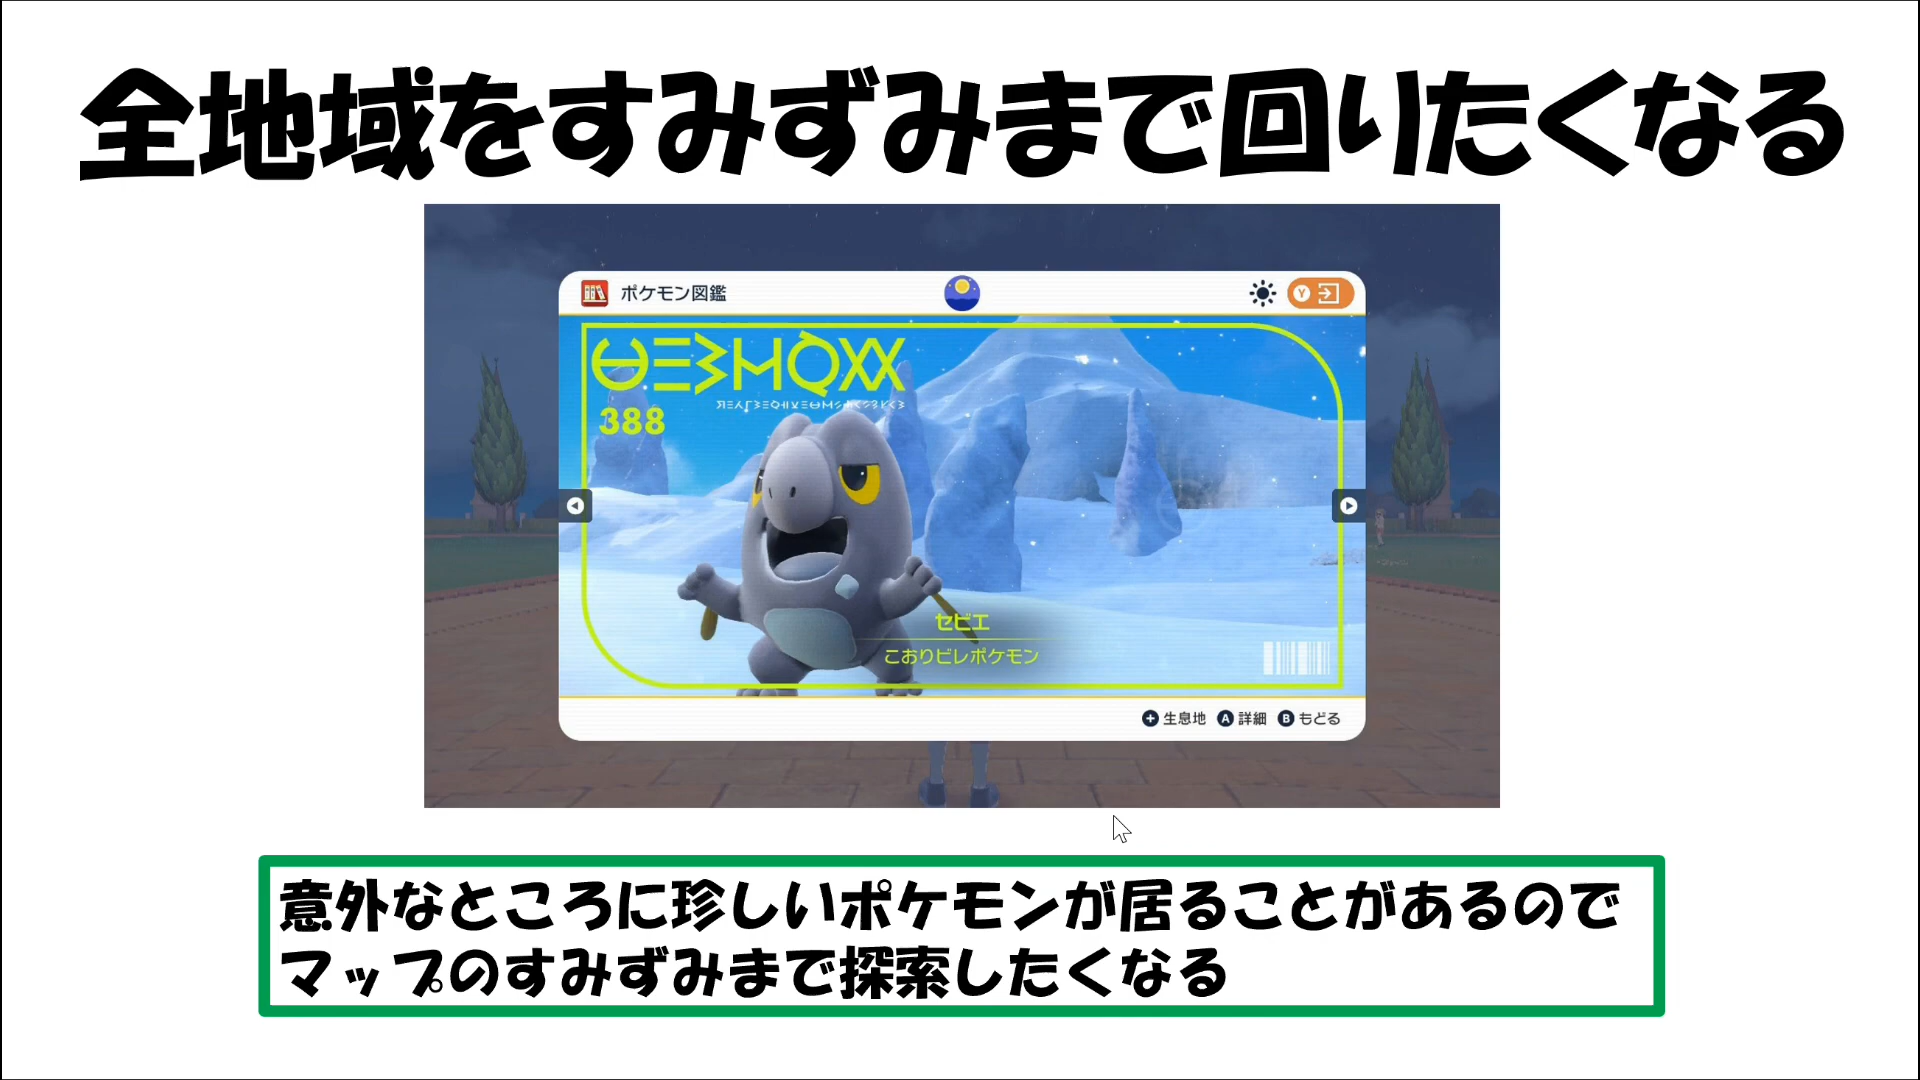 全地域をすみずみまで回りたくなる
ポケモン図鑑
Y
388
セビエ
こおりビレポケモン
+ 生息地 A 詳細 B もどる
意外なところに珍しいポケモンが居ることがあるので
マップのすみずみまで探索したくなる